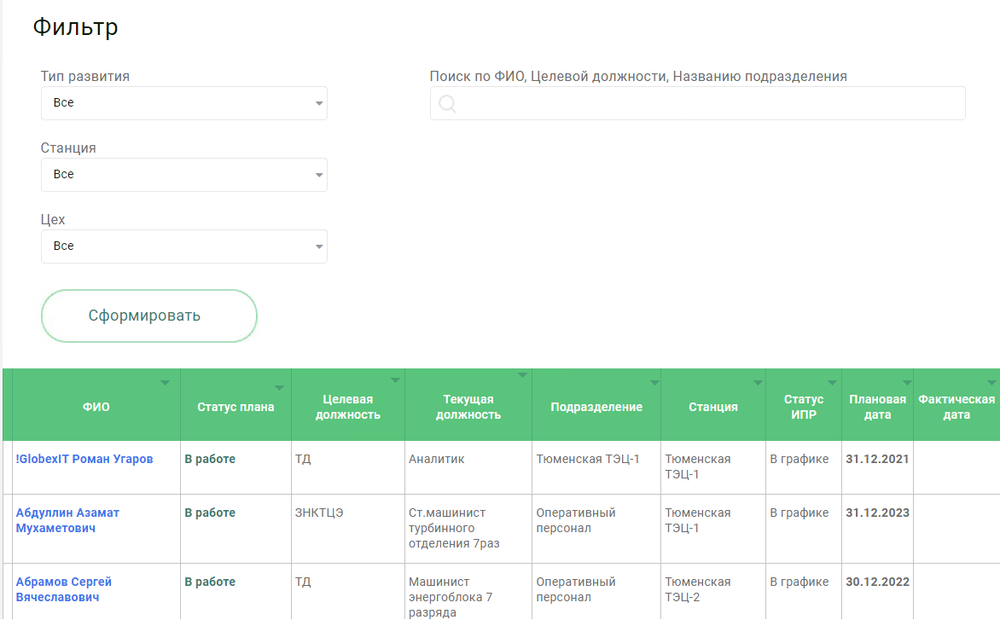 Фильтр
Тип развития
Все
Поиск по ФИО, Целевой должности, Названию подразделения
Станция
Все
Цех
Все
Сформировать
ФИО
Статус плана
Целевая
должность
Текущая
должность
Подразделение
Станция
Статус
ИПР
Плановая
дата
Фактическая
дата
!GlobexIT Роман Угаров
В работе
ТД
Аналитик
Тюменская ТЭЦ-1
Тюменская
ТЭЦ-1
В графике
31.12.2021
Абдуллин Азамат
Мухаметович
В работе
ЗНКТЦЭ
Ст.машинист
турбинного
отделения 7раз
Оперативный
персонал
Тюменская
ТЭЦ-1
В графике
31.12.2023
Абрамов Сергей
Вячеславович
В работе
ТД
Машинист
энергоблока 7
разряда
Оперативный
персонал
Тюменская
ТЭЦ-2
В графике
30.12.2022